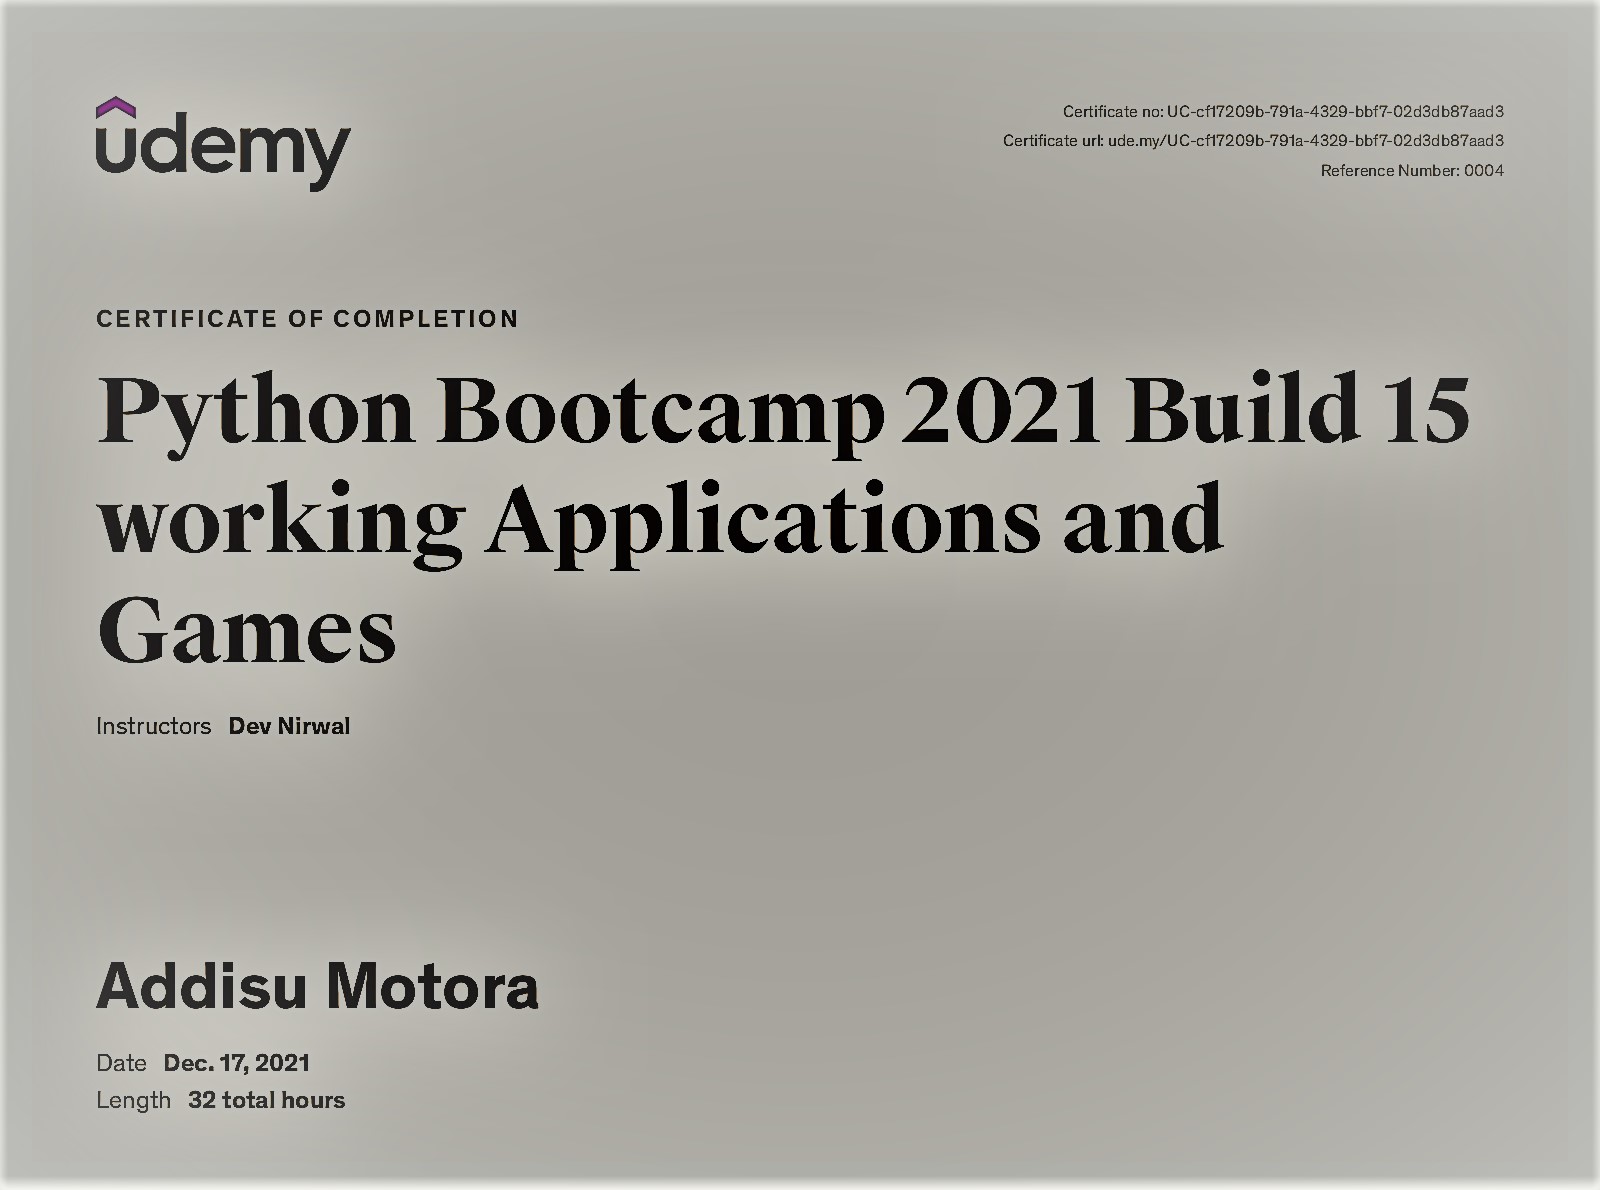 udemy
Certificate no: UC-cf17209b-791a-4329-bbf7-02d3db87aad3
Certificate url: ude.my/UC-cf17209b-791a-4329-bbf7-02d3db87aad3
Reference Number: 0004
CERTIFICATE OF COMPLETION
Python Bootcamp 2021 Build 15
working Applications and
Games
Instructors Dev Nirwal
Addisu Motora
Date Dec. 17, 2021
Length 32 total hours